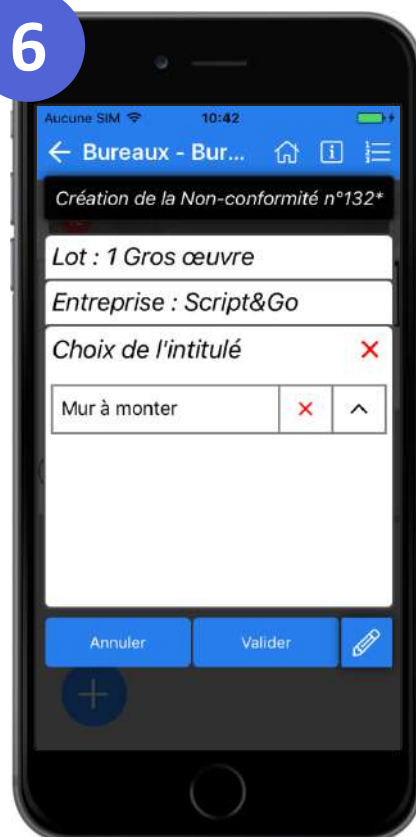 6
Aucune SIM 10:42
Bureaux - Bur...
Création de la Non-conformité n°132*
Lot : 1 Gros œuvre
Entreprise : Script&Go
Choix de l'intitulé
Mur à monter
Annuler Valider